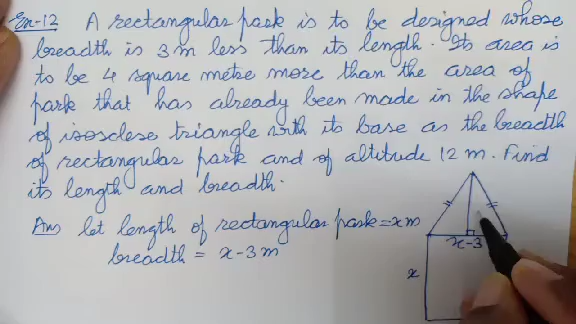 Ex-12 A rectangular park is to be designed whose
breadth is 3 m less than its length. Its area is
to be 4 square metre more than the area of
park that has already been made in the shape
of isosclese triangle with its base as the breadth
of rectangular park and of altitude 12 m. Find
its length and breadth.
Ans let length of rectangular park = x m
breadth = x-3 m
x-3
x